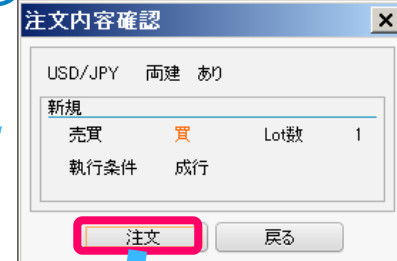 注文内容確認
USD/JPY 両建 あり
新規
売買 買 Lot数 1
執行条件 成行
注文 戻る